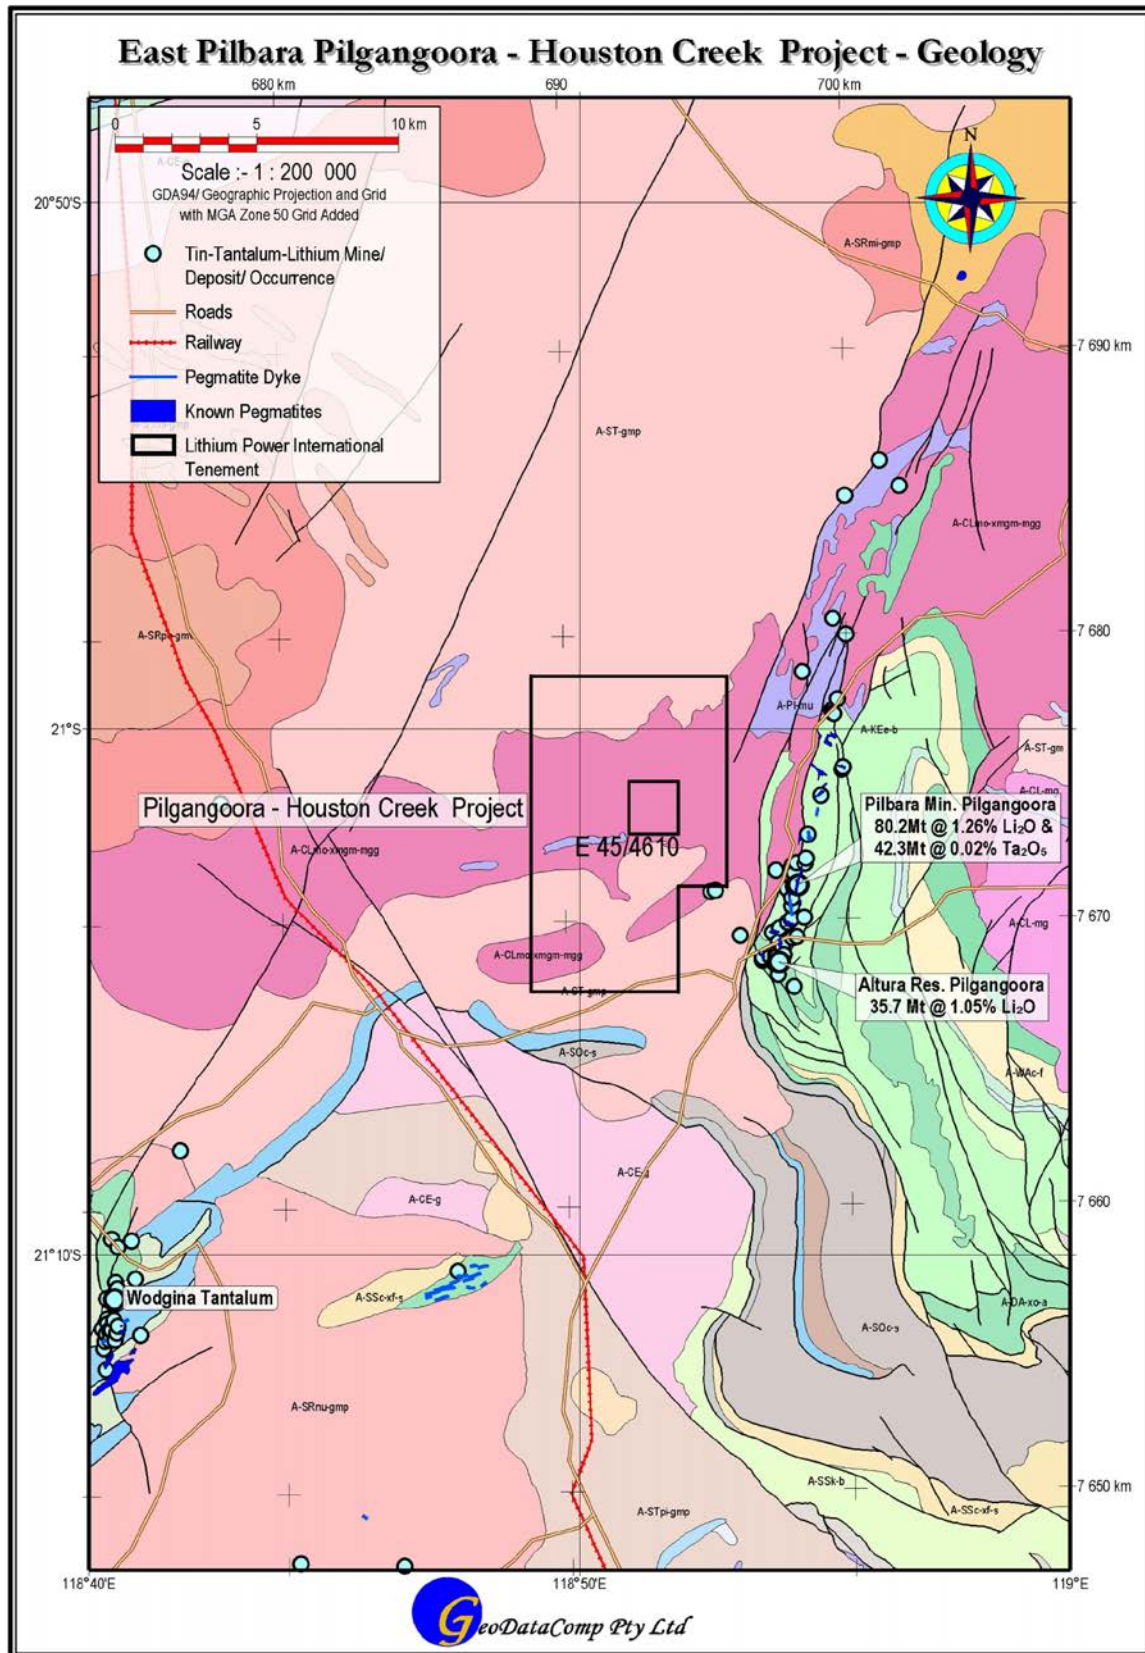 East Pilbara Pilgangoora - Houston Creek Project - Geology
680 km
690
700 km
0
5
10 km
Scale :- 1 : 200 000
GDA94/ Geographic Projection and Grid
with MGA Zone 50 Grid Added
Tin-Tantalum-Lithium Mine/
Deposit/ Occurrence
Roads
Railway
Pegmatite Dyke
Known Pegmatites
Lithium Power International
Tenement
N
20°50'S
A-SRmi-gmp
7 690 km
A-ST-gmp
A-CLmo-xmgm-mgg
7 680
A-PI-mu
21°S
A-KEe-b
A-ST-gm
Pilgangoora - Houston Creek Project
Pilbara Min. Pilgangoora
80.2Mt @ 1.26% Li₂O &
42.3Mt @ 0.02% Ta₂O₅
E 45/4610
A-CLmo-xmgm-mgg
7 670
A-CL-mg
A-CLmo-xmgm-mgg
A-ST-gmp
Altura Res. Pilgangoora
35.7 Mt @ 1.05% Li₂O
A-SOc-s
A-WAc-f
A-CE-g
A-CE-g
7 660
21°10'S
Wodgina Tantalum
A-SSc-xf-s
A-DA-xo-a
A-SOc-s
A-SRnu-gmp
A-SSk-b
7 650 km
A-SSc-xf-s
A-STpi-gmp
118°40'E
118°50'E
119°E
GeoDataComp Pty Ltd